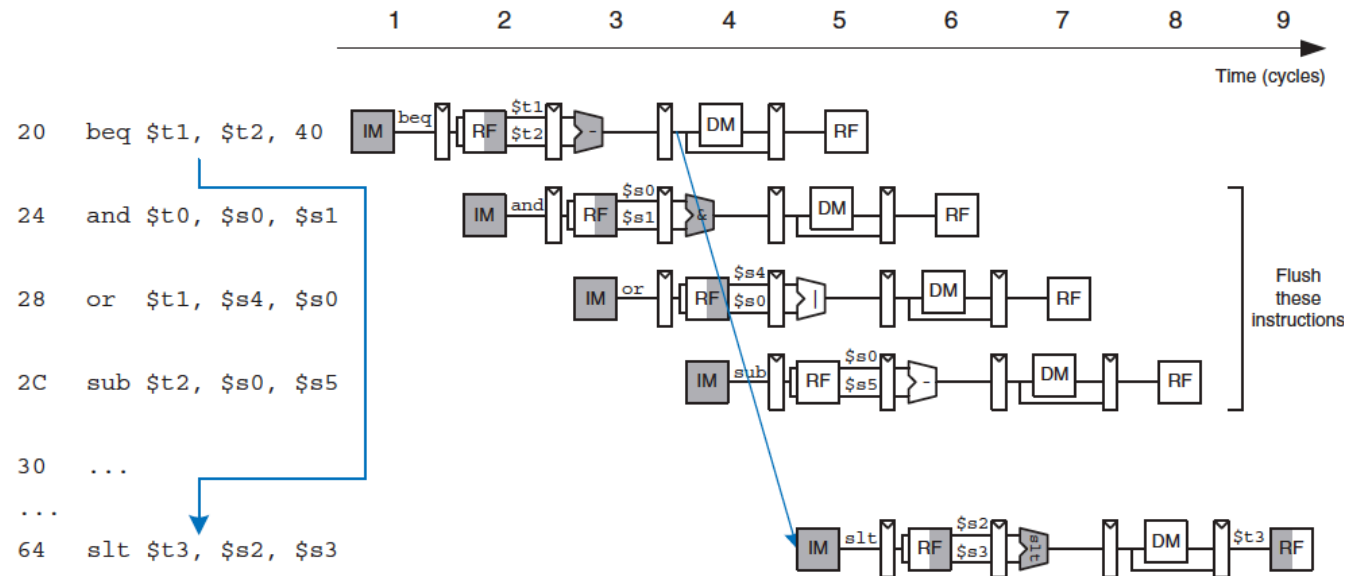 1 2 3 4 5 6 7 8 9
Time (cycles)
20 beq $t1, $t2, 40 IM beq RF $t1 $t2 - DM RF
24 and $t0, $s0, $s1 IM and RF $s0 $s1 & DM RF
28 or $t1, $s4, $s0 IM or RF $s4 $s0 | DM RF
2C sub $t2, $s0, $s5 IM sub RF $s0 $s5 - DM RF
Flush
these
instructions
30 ...
...
64 slt $t3, $s2, $s3 IM slt RF $s2 $s3 slt DM $t3 RF